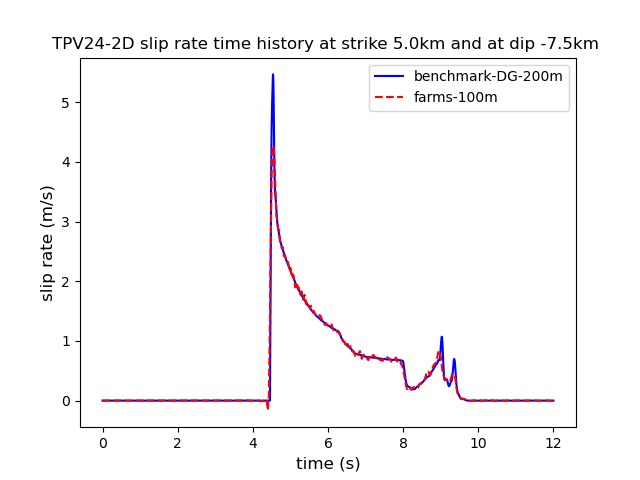 TPV24-2D slip rate time history at strike 5.0km and at dip -7.5km
benchmark-DG-200m
farms-100m
slip rate (m/s)
5
4
3
2
1
0
0 2 4 6 8 10 12
time (s)